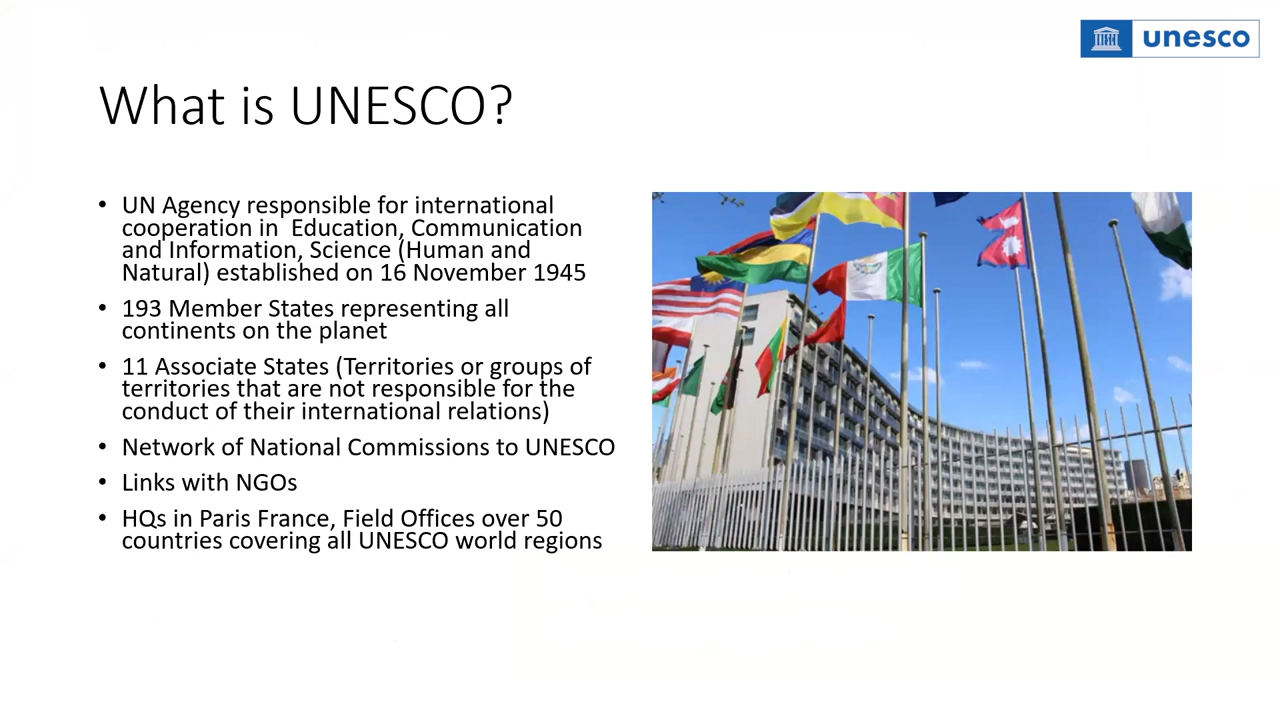 unesco
What is UNESCO?
• UN Agency responsible for international
cooperation in  Education, Communication
and Information, Science (Human and
Natural) established on 16 November 1945
• 193 Member States representing all
continents on the planet
• 11 Associate States (Territories or groups of
territories that are not responsible for the
conduct of their international relations)
• Network of National Commissions to UNESCO
• Links with NGOs
• HQs in Paris France, Field Offices over 50
countries covering all UNESCO world regions